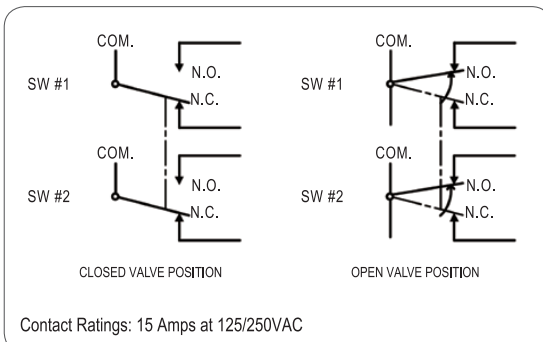 COM.
N.O.
SW #1
N.C.
COM.
N.O.
SW #2
N.C.
CLOSED VALVE POSITION
COM.
N.O.
SW #1
N.C.
COM.
N.O.
SW #2
N.C.
OPEN VALVE POSITION
Contact Ratings: 15 Amps at 125/250VAC